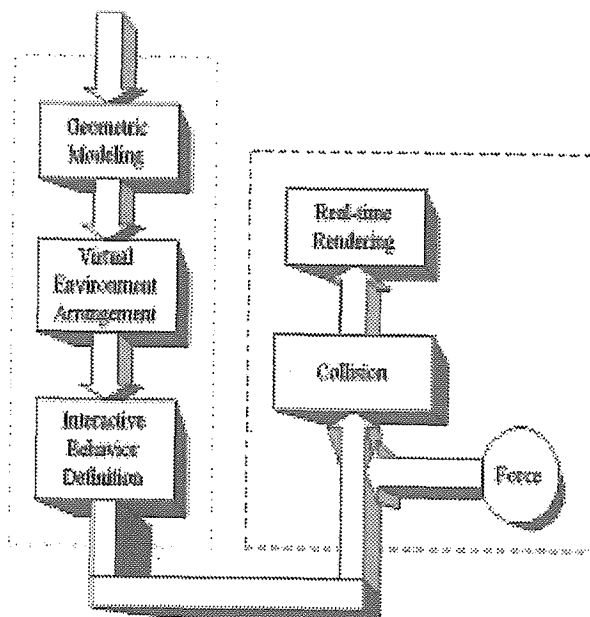 Geometric
Modeling
Virtual
Environment
Arrangement
Interactive
Behavior
Definition
Real-time
Rendering
Collision
Force